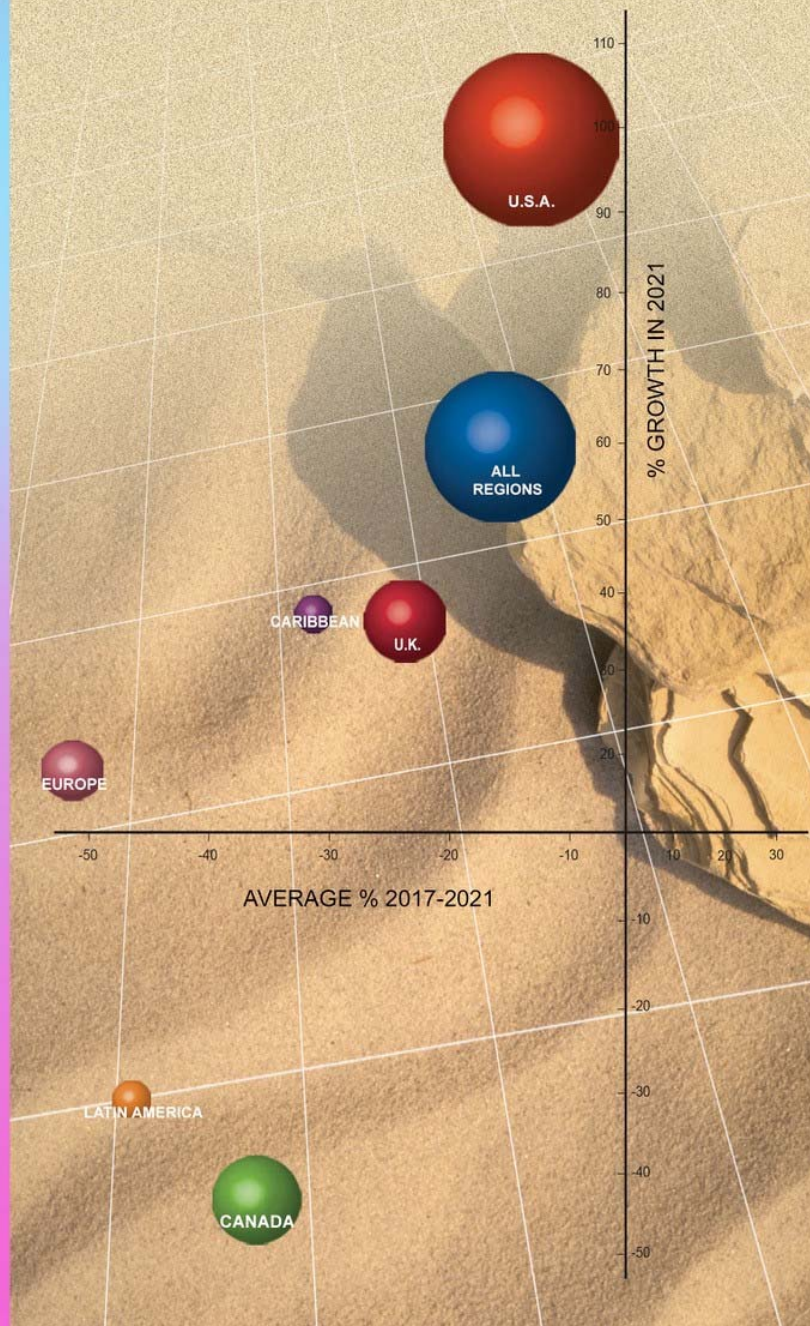 110
100
U.S.A.
90
80
% GROWTH IN 2021
70
60
ALL
REGIONS
50
40
CARIBBEAN
U.K.
30
20
EUROPE
-50 -40 -30 -20 -10 10 20 30
AVERAGE % 2017-2021
-10
-20
-30
LATIN AMERICA
-40
CANADA
-50